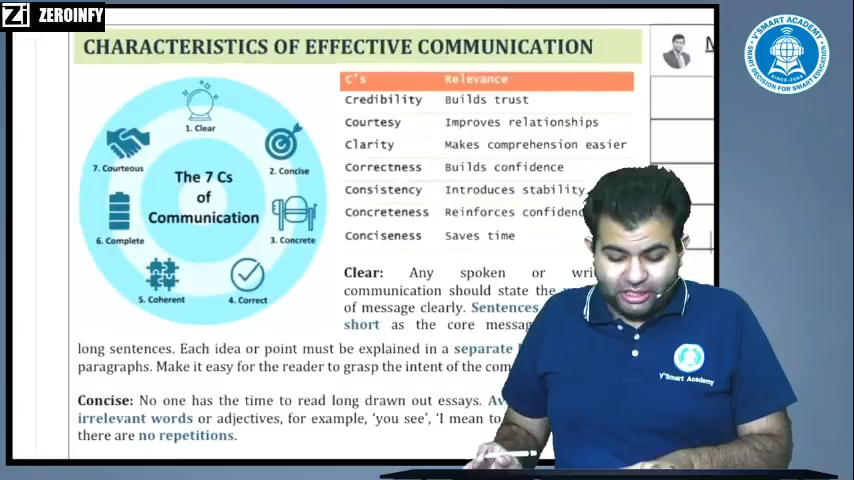 Zi ZEROINFY
CHARACTERISTICS OF EFFECTIVE COMMUNICATION
V'SMART ACADEMY
SMART DECISION FOR SMART EDUCATION
SINCE-2006
1. Clear
2. Concise
3. Concrete
4. Correct
5. Coherent
6. Complete
7. Courteous
The 7 Cs
of
Communication
C's Relevance
Credibility Builds trust
Courtesy Improves relationships
Clarity Makes comprehension easier
Correctness Builds confidence
Consistency Introduces stability
Concreteness Reinforces
Conciseness Saves time
Clear: Any spoken or
communication should state the
of message clearly. Sentences
short as the core
long sentences. Each idea or point must be explained in a separate
paragraphs. Make it easy for the reader to grasp the intent of the
Concise: No one has the time to read long drawn out essays.
irrelevant words or adjectives, for example, 'you see', 'I mean to
there are no repetitions.
V'Smart Academy